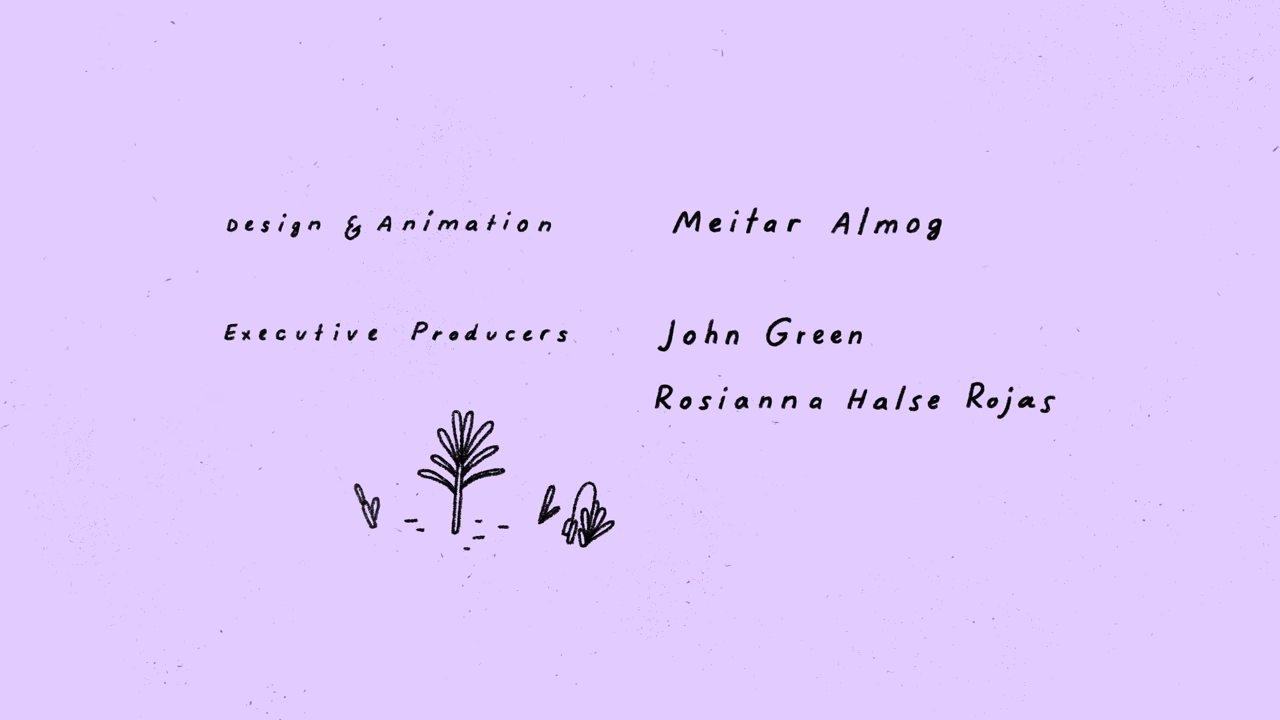 Design & Animation Meitar Almog
Executive Producers John Green
Rosianna Halse Rojas